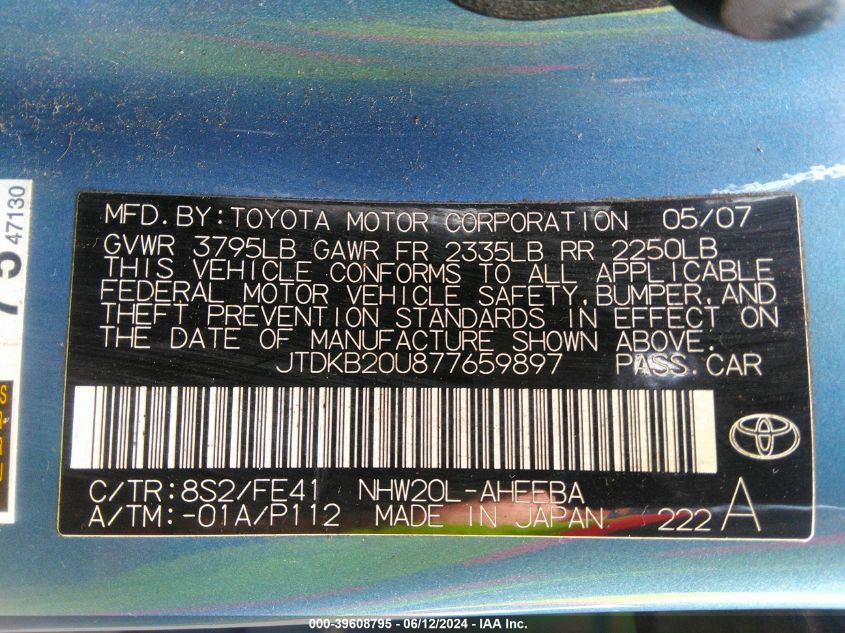 MFD.BY:TOYOTA MOTOR CORPORATION 05/07
GVWR 3795LB GAWR FR 2335LB RR 2250LB
THIS VEHICLE CONFORMS TO ALL APPLICABLE
FEDERAL MOTOR VEHICLE SAFETY,BUMPER,AND
THEFT PREVENTION STANDARDS IN EFFECT ON
THE DATE OF MANUFACTURE SHOWN ABOVE.
JTDKB20U877659897 PASS.CAR
C/TR:8S2/FE41 NHW20L-AHEEBA
A/TM:-01A/P112 MADE IN JAPAN 222 A
47130
000-39608795 - 06/12/2024 - IAA Inc.